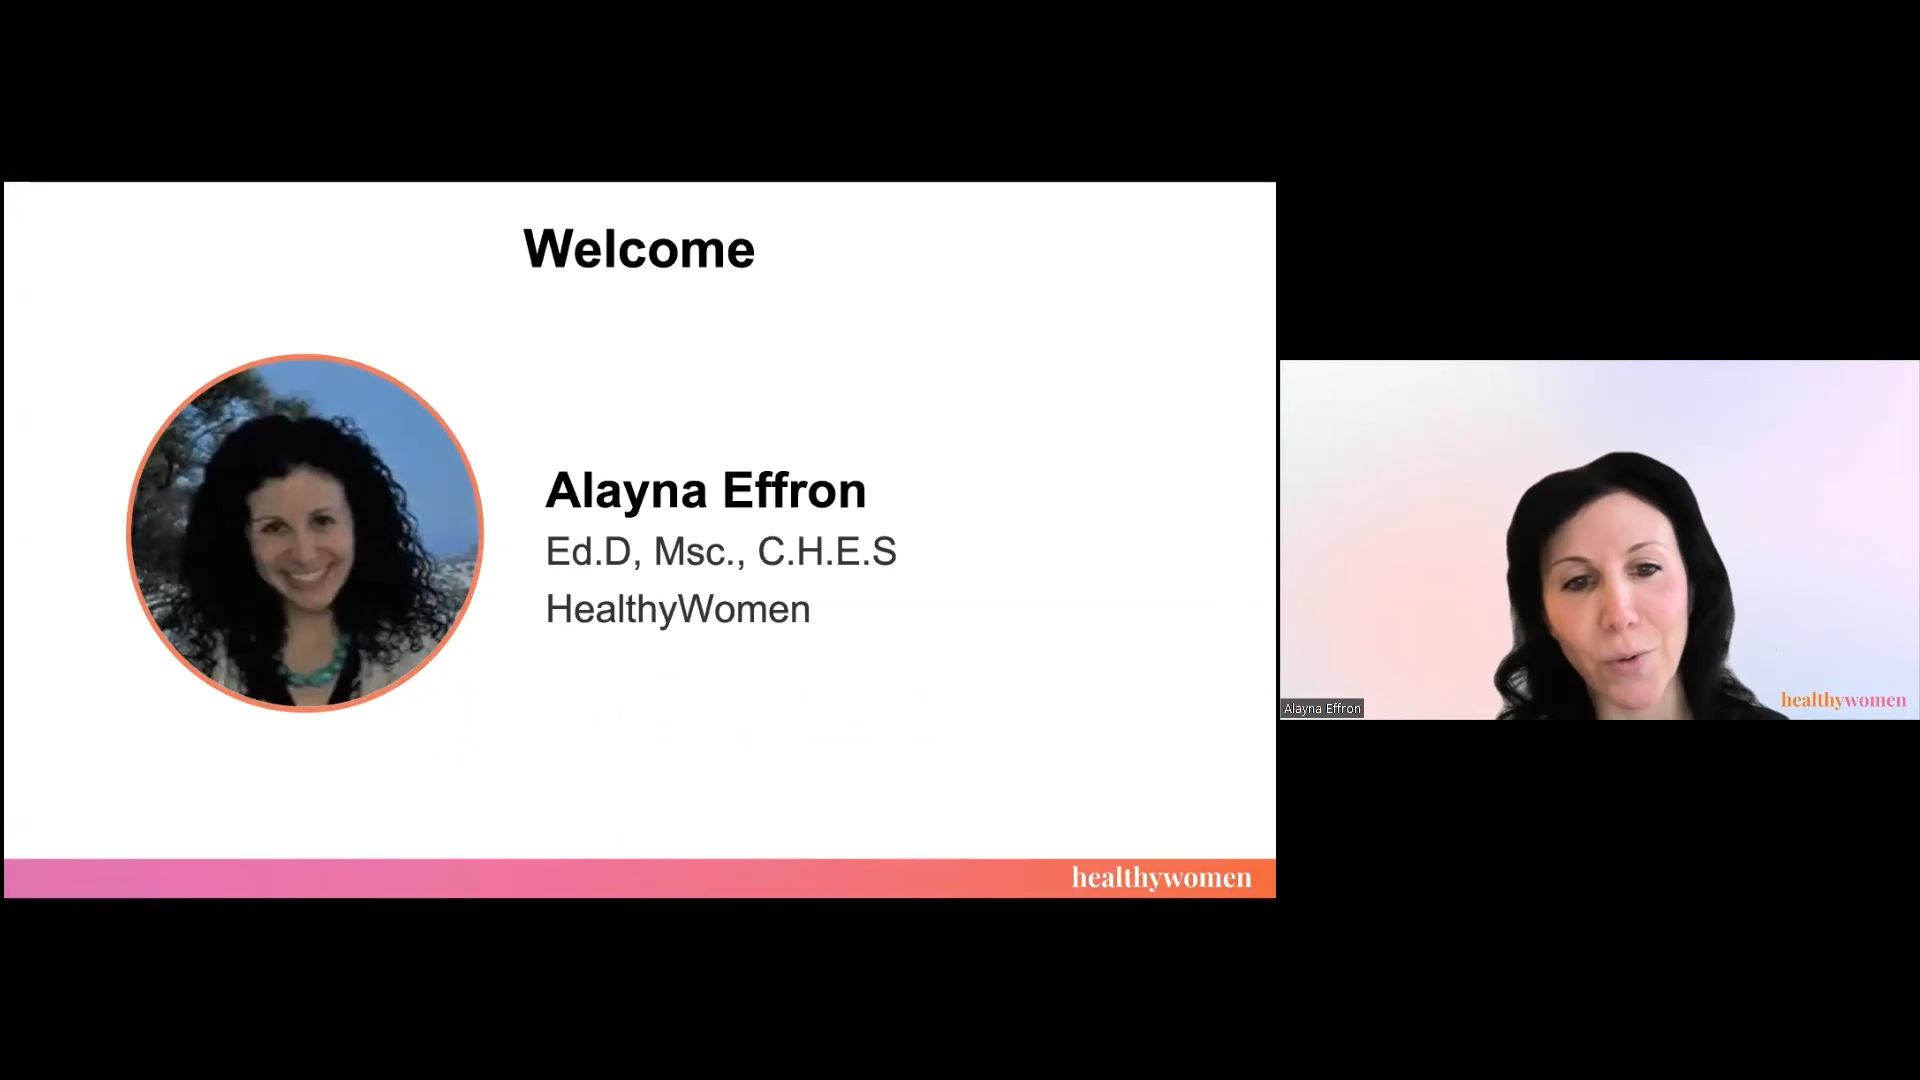 Welcome
Alayna Effron
Ed.D, Msc., C.H.E.S
HealthyWomen
healthywomen
Alayna Effron
healthywomen